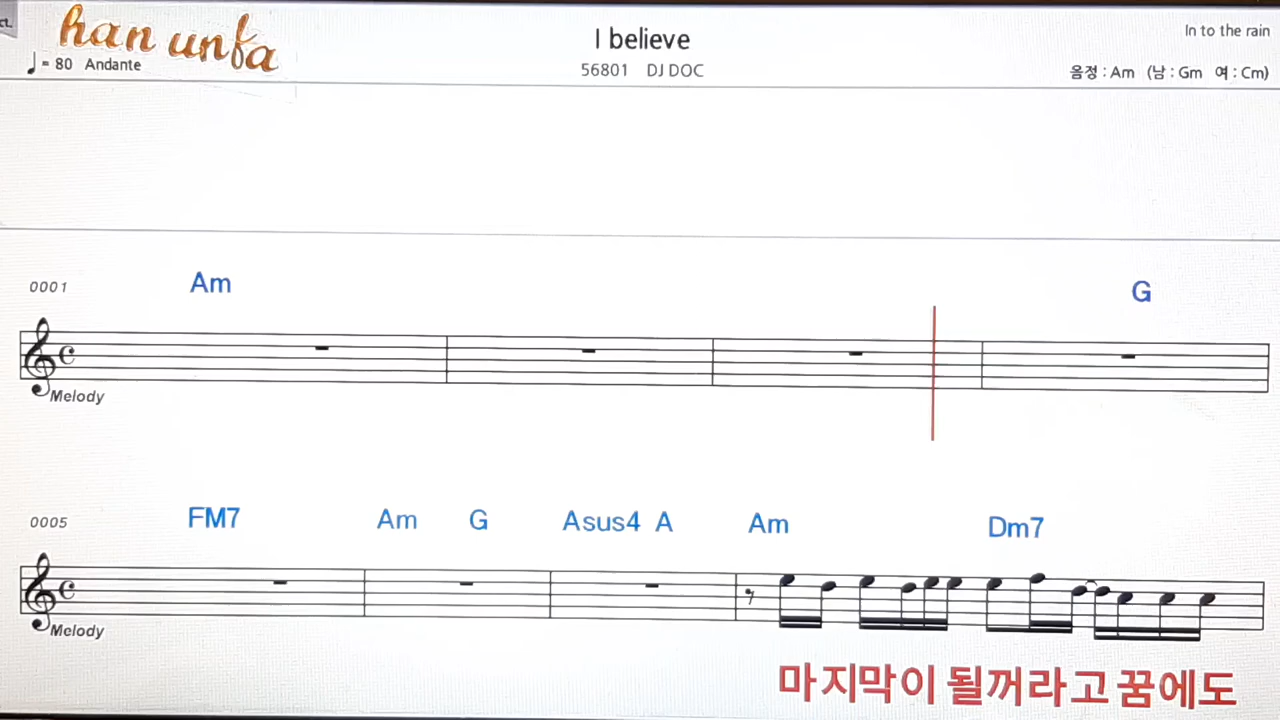 ct.
han unfa
I believe
In to the rain
♩= 80 Andante
56801 DJ DOC
음정 : Am (남 : Gm 여 : Cm)
0001 Am G
Melody
0005 FM7 Am G Asus4 A Am Dm7
Melody
마지막이 될꺼라고 꿈에도